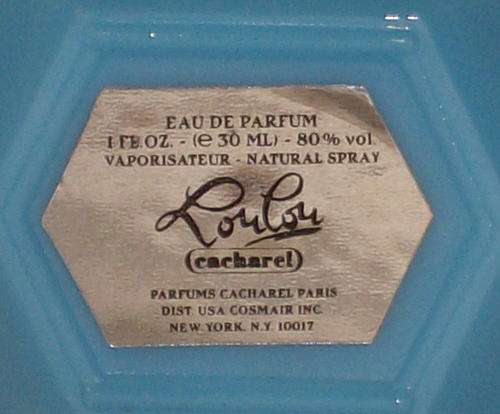 EAU DE PARFUM
1 FL.OZ. - (℮ 30 ML) - 80% vol
VAPORISATEUR - NATURAL SPRAY
Loulou
cacharel
PARFUMS CACHAREL PARIS
DIST USA COSMAIR INC
NEW YORK. N.Y. 10017